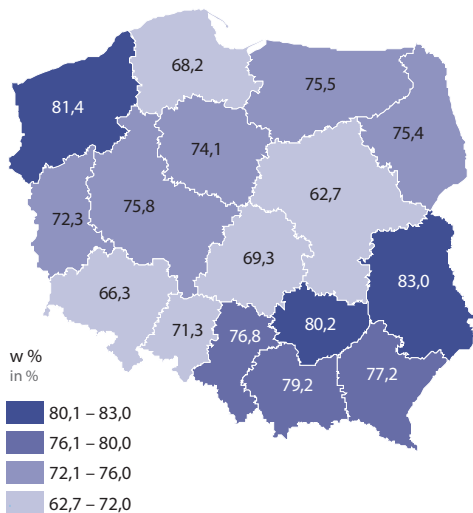 68,2
75,5
81,4
75,4
74,1
62,7
72,3
75,8
69,3
83,0
66,3
71,3
76,8
80,2
77,2
79,2
w %
in %
80,1 – 83,0
76,1 – 80,0
72,1 – 76,0
62,7 – 72,0